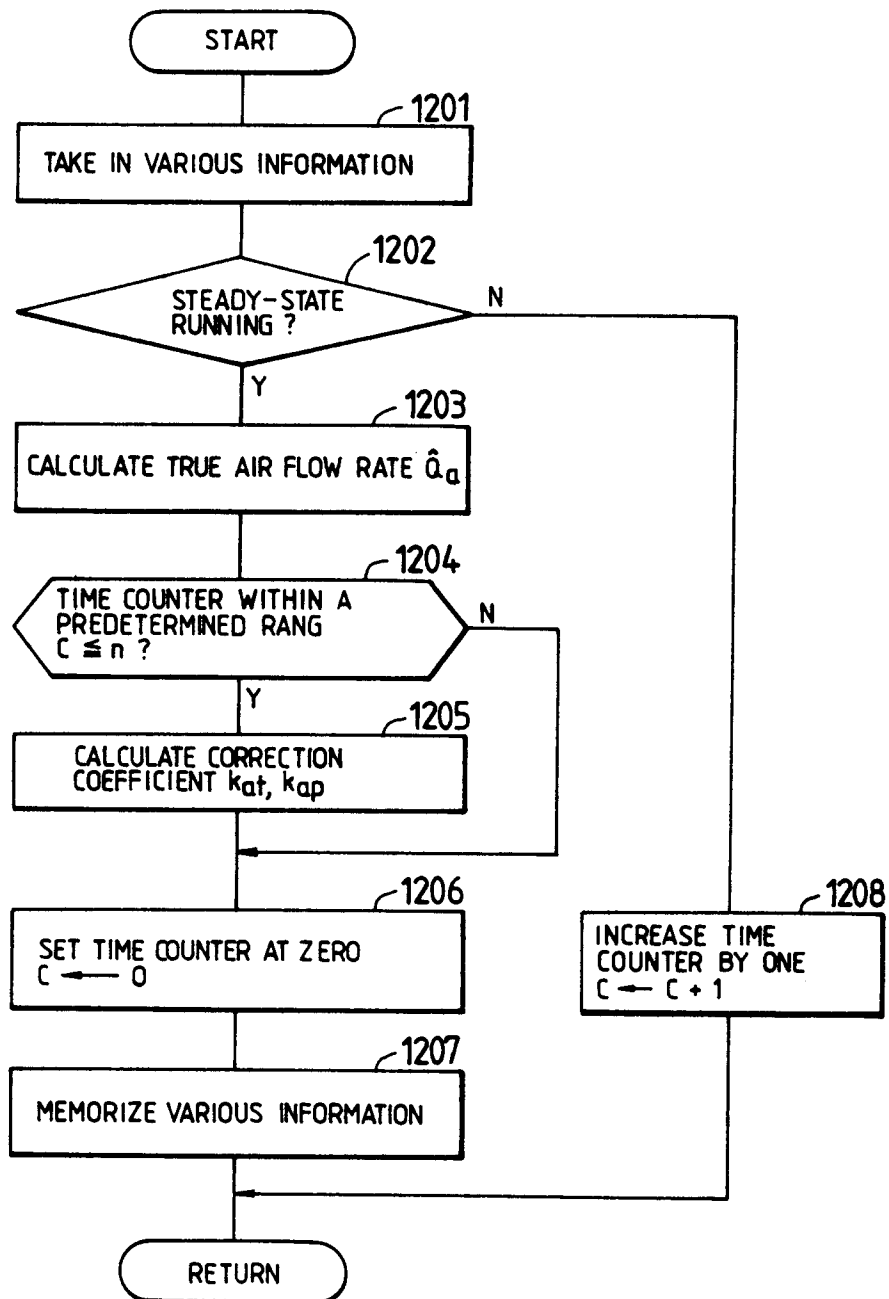 START
1201
TAKE IN VARIOUS INFORMATION
1202
STEADY-STATE
RUNNING ?
N
Y
1203
CALCULATE TRUE AIR FLOW RATE Q̂a
1204
TIME COUNTER WITHIN A
PREDETERMINED RANG
C ≦ n ?
N
Y
1205
CALCULATE CORRECTION
COEFFICIENT kat, kap
1206
SET TIME COUNTER AT ZERO
C ← 0
1208
INCREASE TIME
COUNTER BY ONE
C ← C + 1
1207
MEMORIZE VARIOUS INFORMATION
RETURN